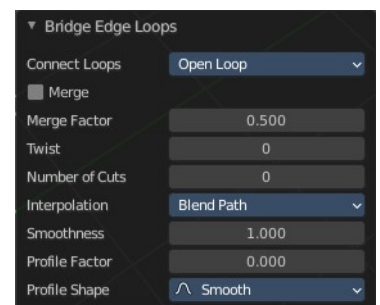 Bridge Edge Loops
Connect Loops Open Loop
Merge
Merge Factor 0.500
Twist 0
Number of Cuts 0
Interpolation Blend Path
Smoothness 1.000
Profile Factor 0.000
Profile Shape Smooth